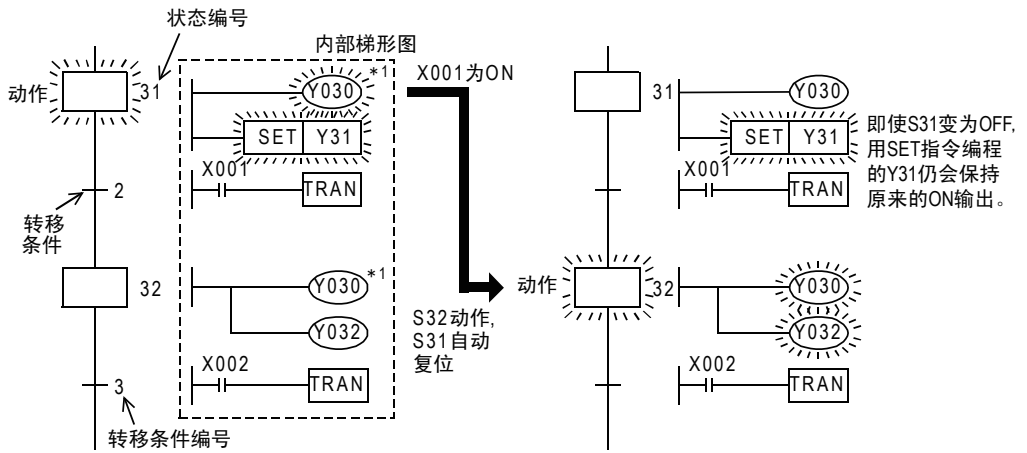 状态编号
内部梯形图
动作
31
Y030
*1
X001为ON
SET Y31
X001
TRAN
2
转移
条件
32
Y030
*1
Y032
S32动作,
S31自动
复位
X002
TRAN
3
转移条件编号
31
Y030
SET Y31
即使S31变为OFF,
用SET指令编程
的Y31仍会保持
原来的ON输出。
X001
TRAN
动作
32
Y030
Y032
X002
TRAN